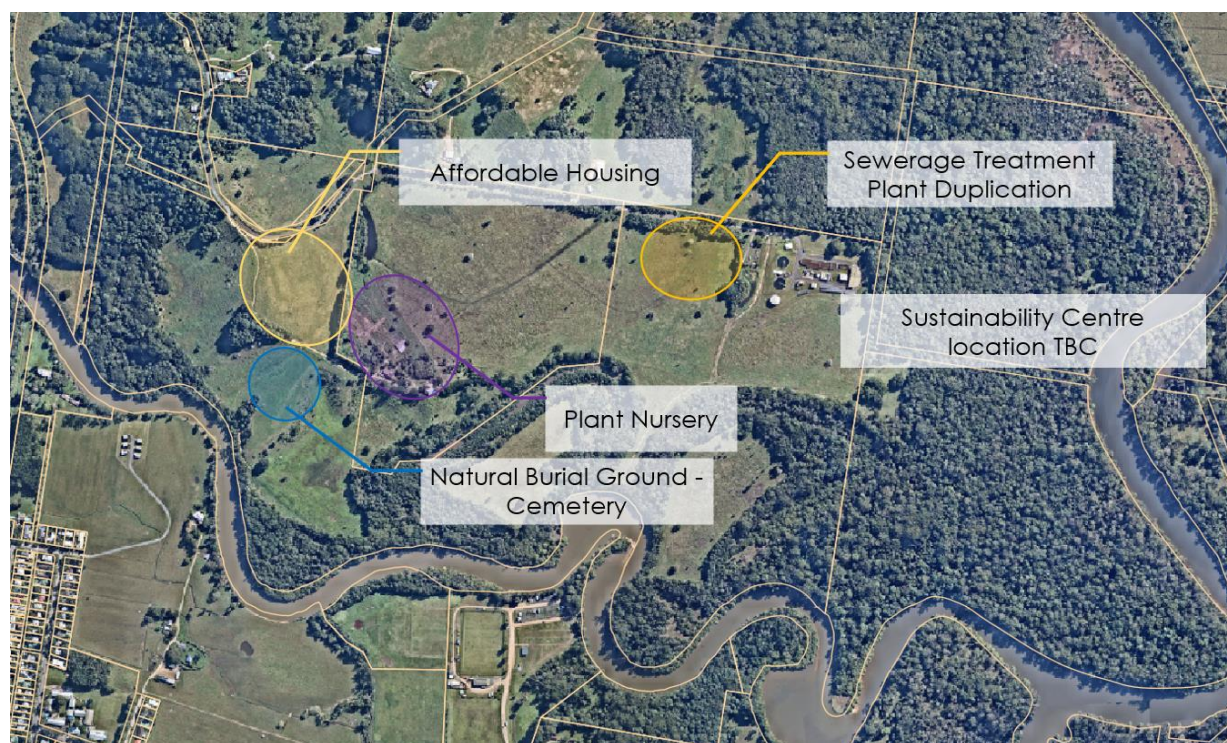 Affordable Housing
Sewerage Treatment
Plant Duplication
Sustainability Centre
location TBC
Plant Nursery
Natural Burial Ground -
Cemetery